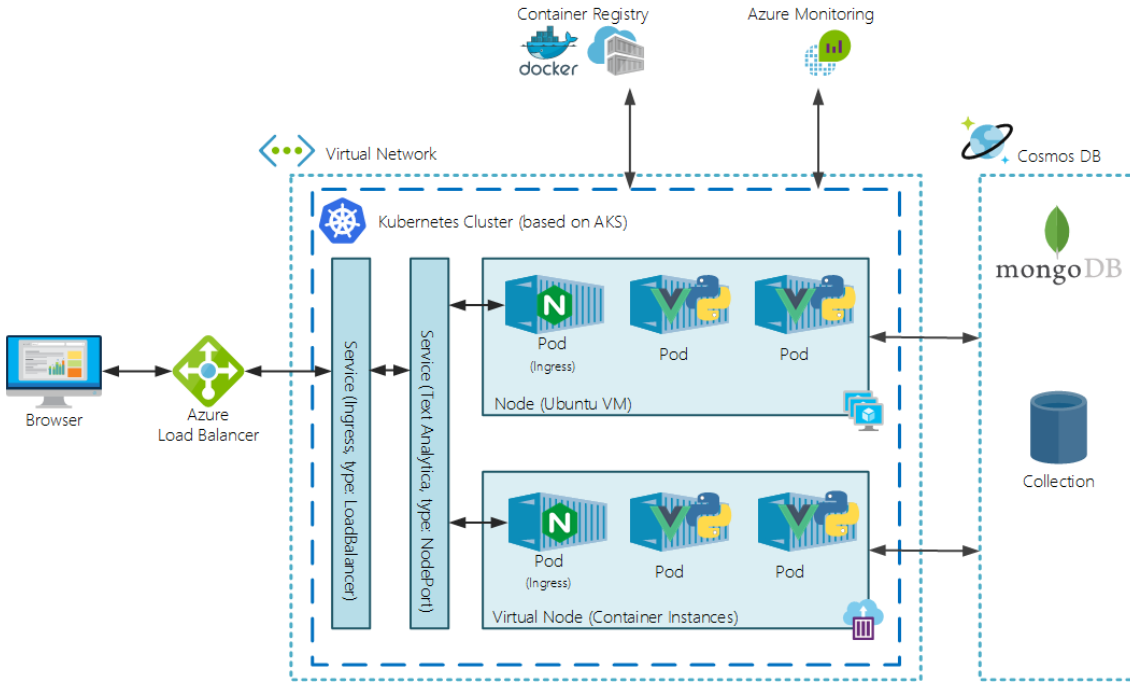 Container Registry
docker
Azure Monitoring
Virtual Network
Cosmos DB
Kubernetes Cluster (based on AKS)
mongoDB
Browser
Azure
Load Balancer
Service (Ingress, type: LoadBalancer)
Service (Text Analytica, type: NodePort)
N
Pod
(Ingress)
Pod
Pod
Node (Ubuntu VM)
N
Pod
(Ingress)
Pod
Pod
Virtual Node (Container Instances)
Collection